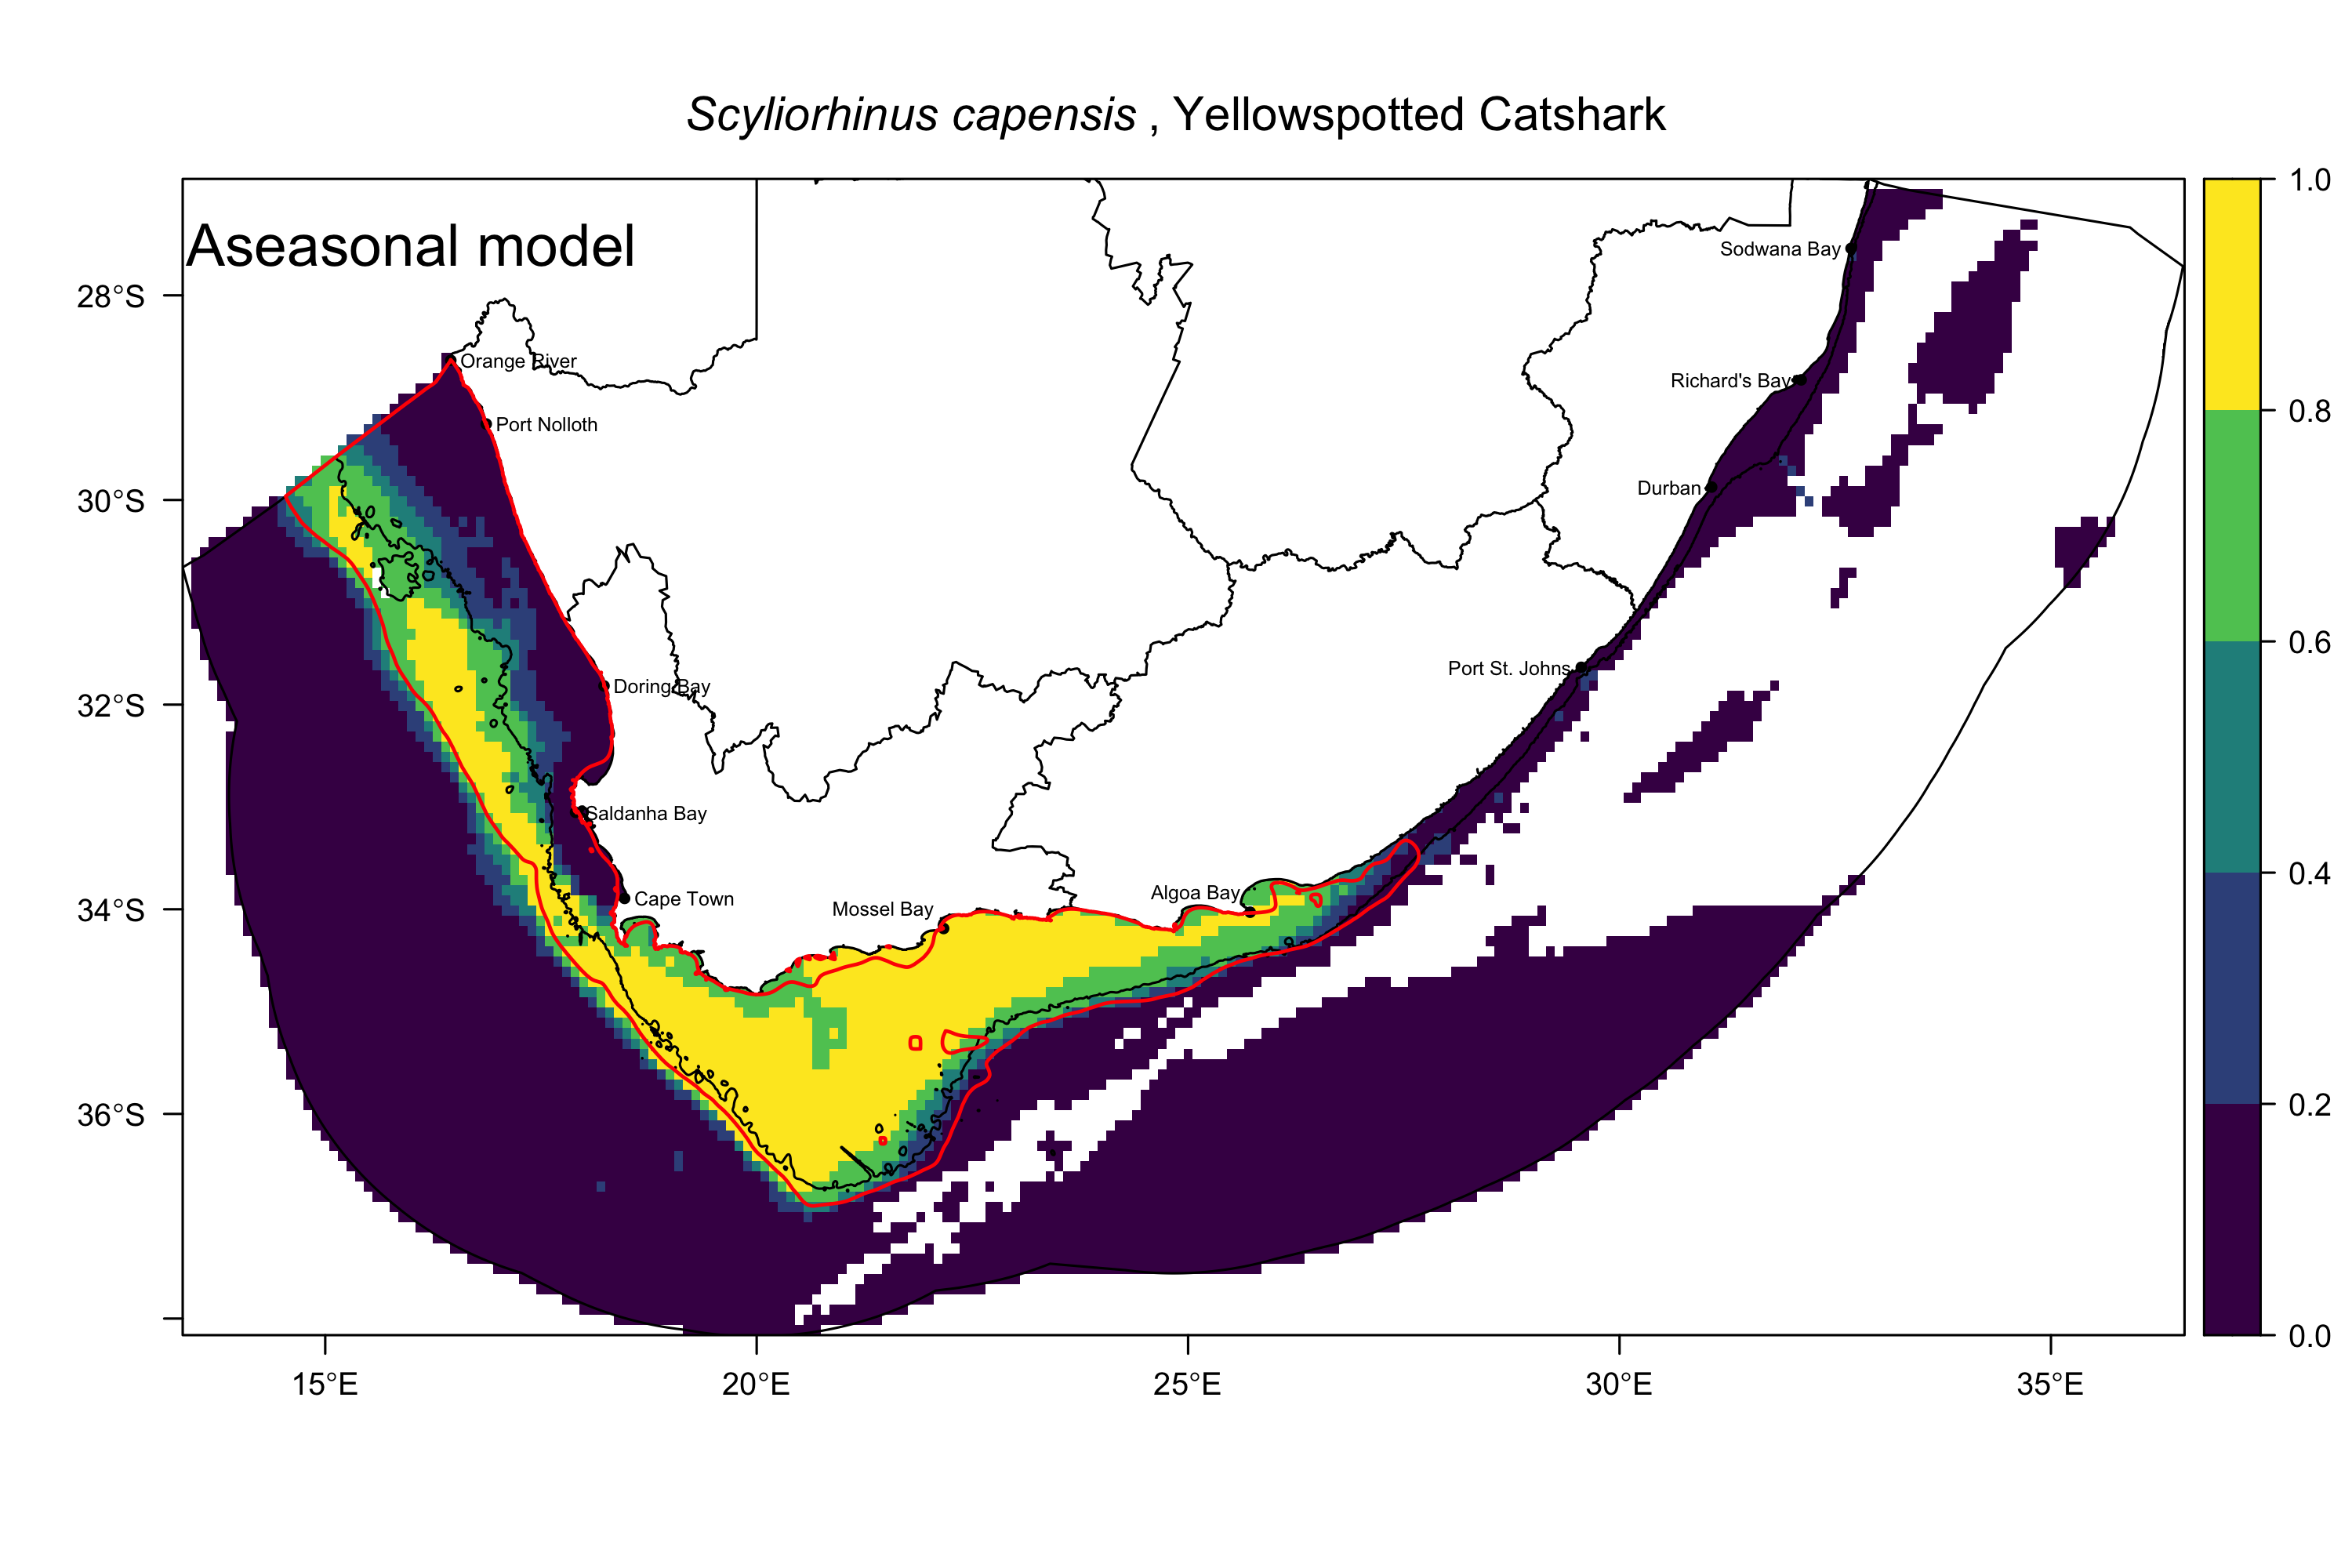 Scyliorhinus capensis , Yellowspotted Catshark
Aseasonal model
Sodwana Bay
Richard's Bay
Durban
Port St. Johns
Orange River
Port Nolloth
Doring Bay
Saldanha Bay
Cape Town
Mossel Bay
Algoa Bay
28°S
30°S
32°S
34°S
36°S
15°E
20°E
25°E
30°E
35°E
1.0
0.8
0.6
0.4
0.2
0.0